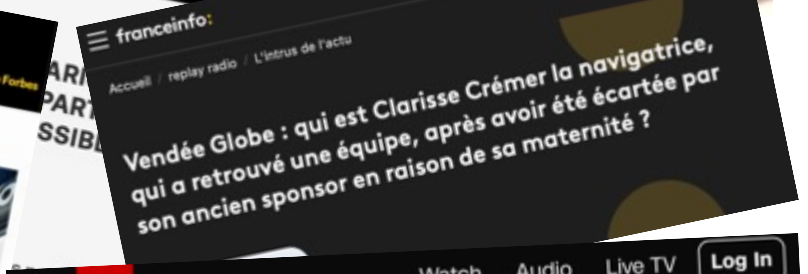 franceinfo:
Accueil / replay radio / L'intrus de l'actu
Forbes
Vendée Globe : qui est Clarisse Crémer la navigatrice,
qui a retrouvé une équipe, après avoir été écartée par
son ancien sponsor en raison de sa maternité ?
Watch Audio Live TV Log In